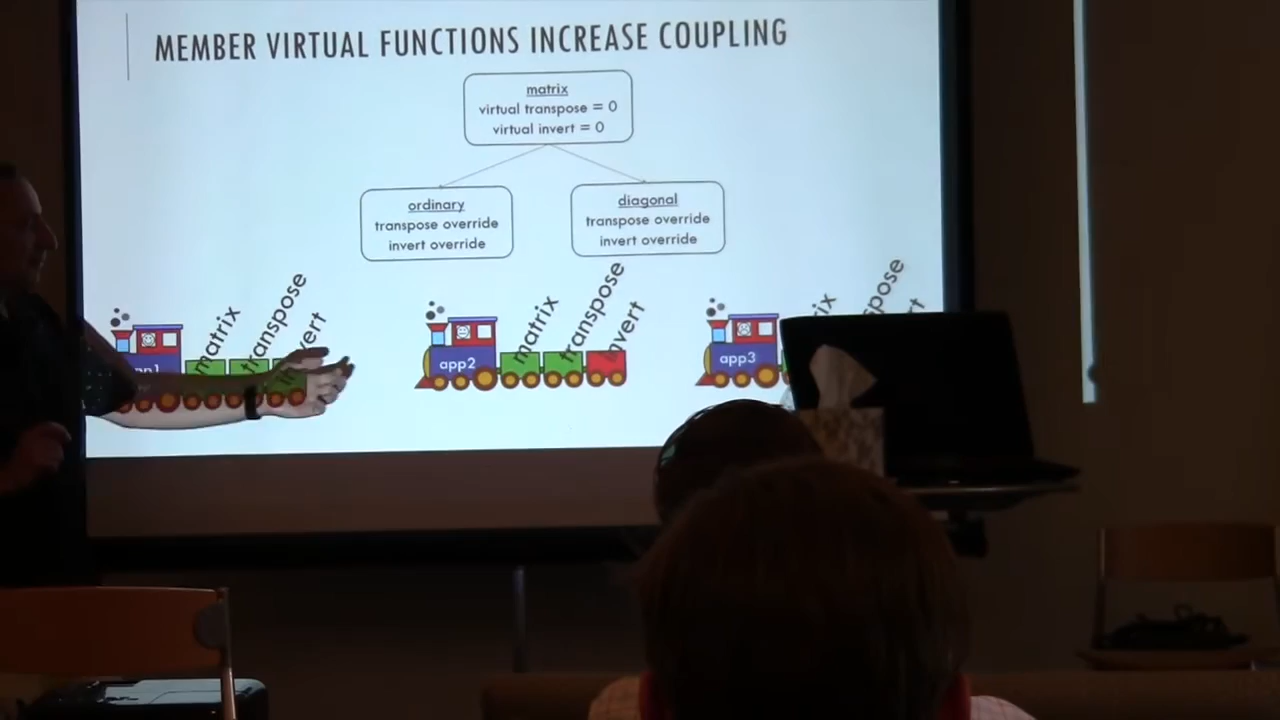 MEMBER VIRTUAL FUNCTIONS INCREASE COUPLING
matrix
virtual transpose = 0
virtual invert = 0
ordinary
transpose override
invert override
diagonal
transpose override
invert override
matrix
transpose
app2
matrix
transpose
invert
app3